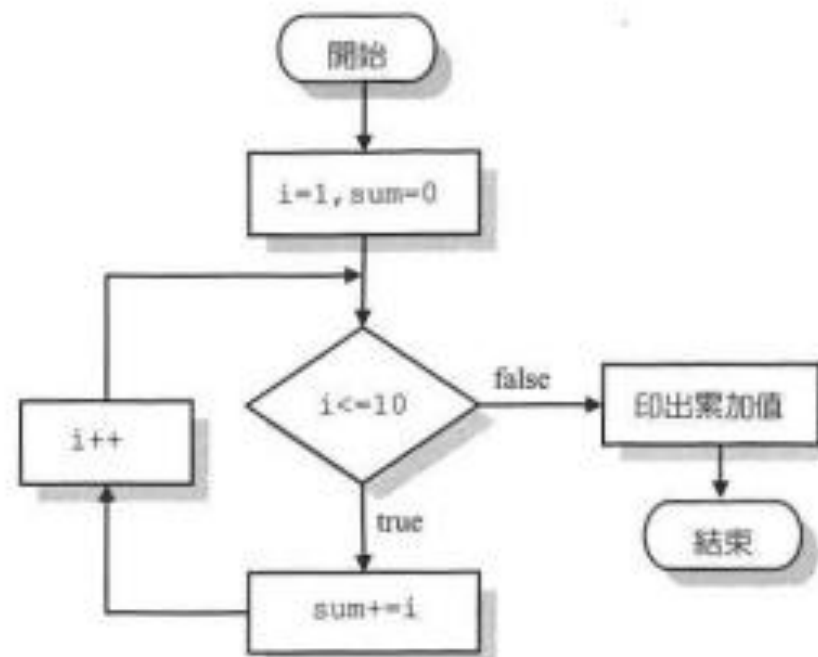 開始
i=1,sum=0
i<=10
false
印出累加值
i++
true
結束
sum+=i